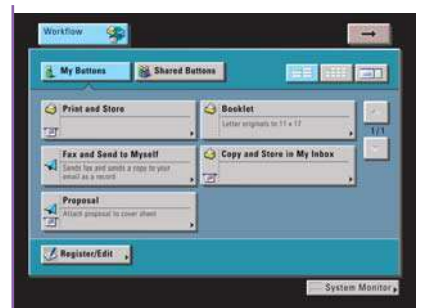 Workflow
My Buttons
Shared Buttons
Print and Store
Booklet
Letter originals to 11 x 17
1/1
Fax and Send to Myself
Sends fax and sends a copy to your
email as a record
Copy and Store in My Inbox
Proposal
Attach proposal to cover sheet
Register/Edit
System Monitor